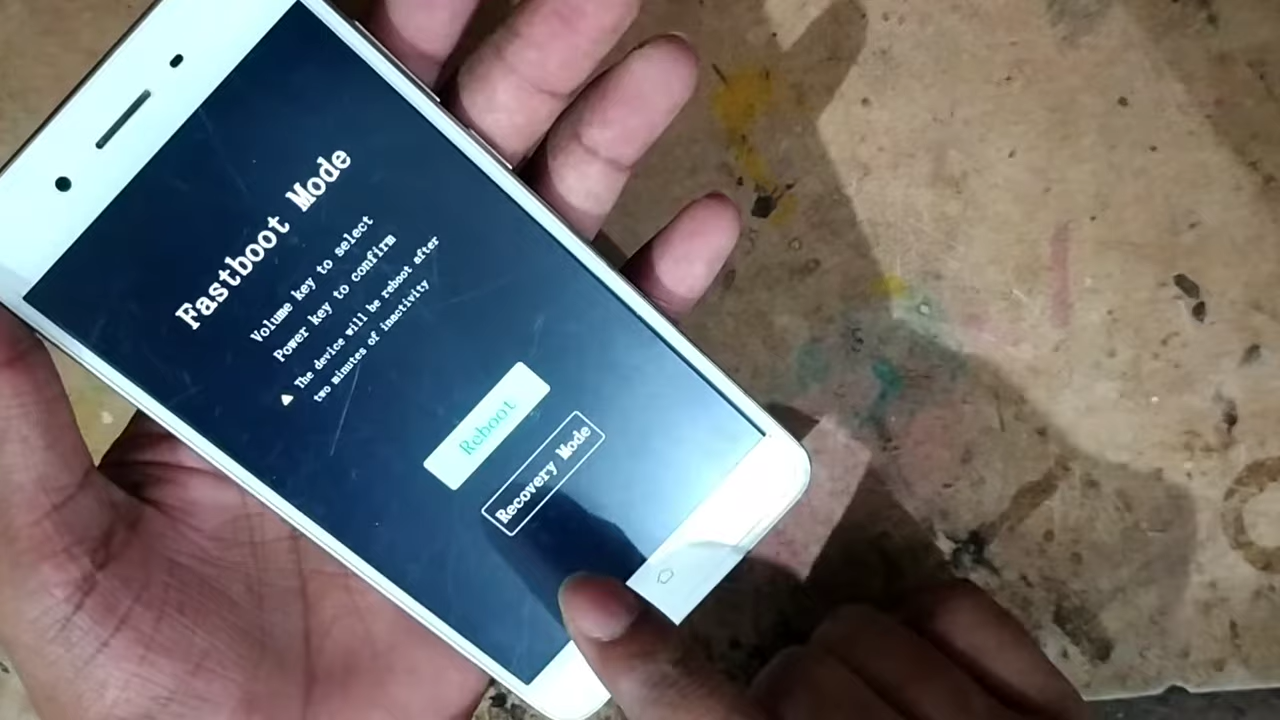 Fastboot Mode
Volume key to select
Power key to confirm
The device will be reboot after
two minutes of inactivity
Reboot
Recovery Mode